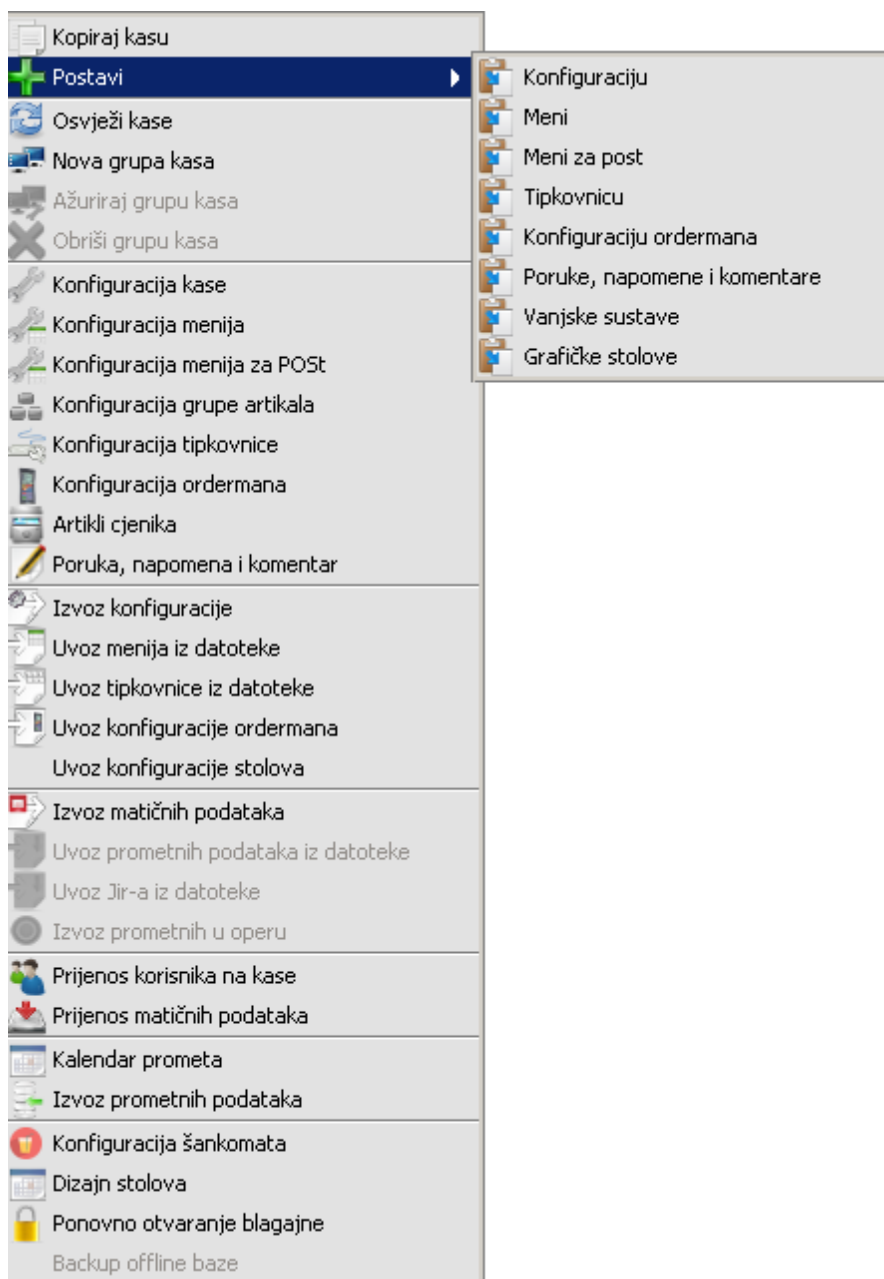 Kopiraj kasu
Postavi
Osvježi kase
Nova grupa kasa
Ažuriraj grupu kasa
Obriši grupu kasa
Konfiguracija kase
Konfiguracija menija
Konfiguracija menija za POSt
Konfiguracija grupe artikala
Konfiguracija tipkovnice
Konfiguracija ordermana
Artikli cjenika
Poruka, napomena i komentar
Izvoz konfiguracije
Uvoz menija iz datoteke
Uvoz tipkovnice iz datoteke
Uvoz konfiguracije ordermana
Uvoz konfiguracije stolova
Izvoz matičnih podataka
Uvoz prometnih podataka iz datoteke
Uvoz Jir-a iz datoteke
Izvoz prometnih u operu
Prijenos korisnika na kase
Prijenos matičnih podataka
Kalendar prometa
Izvoz prometnih podataka
Konfiguracija šankomata
Dizajn stolova
Ponovno otvaranje blagajne
Backup offline baze
Konfiguraciju
Meni
Meni za post
Tipkovnicu
Konfiguraciju ordermana
Poruke, napomene i komentare
Vanjske sustave
Grafičke stolove